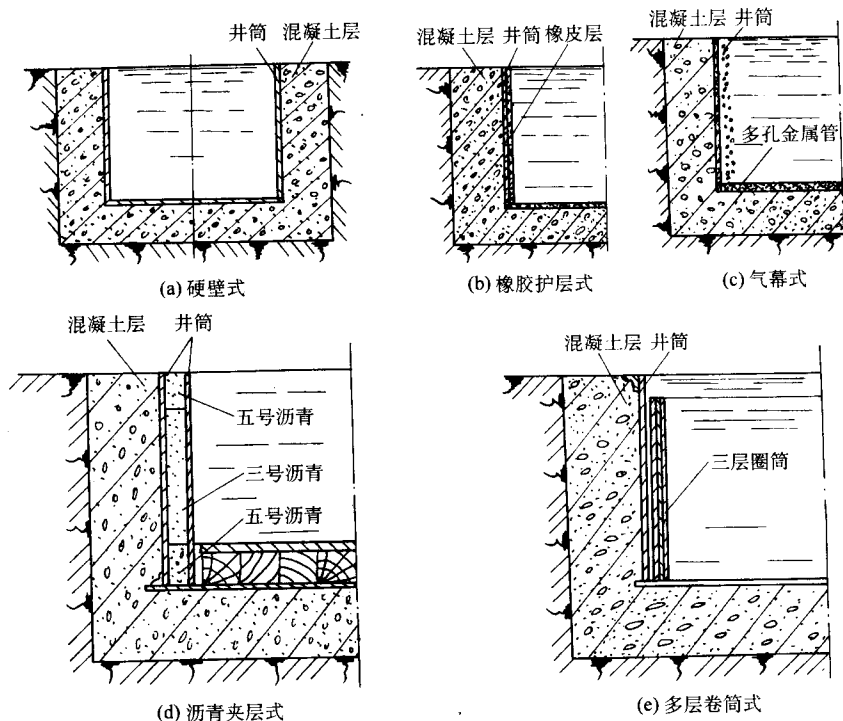 井筒 混凝土层
(a) 硬壁式
混凝土层 井筒 橡皮层
(b) 橡胶护层式
混凝土层 井筒
多孔金属管
(c) 气幕式
混凝土层 井筒
五号沥青
三号沥青
五号沥青
(d) 沥青夹层式
混凝土层 井筒
三层圈筒
(e) 多层卷筒式